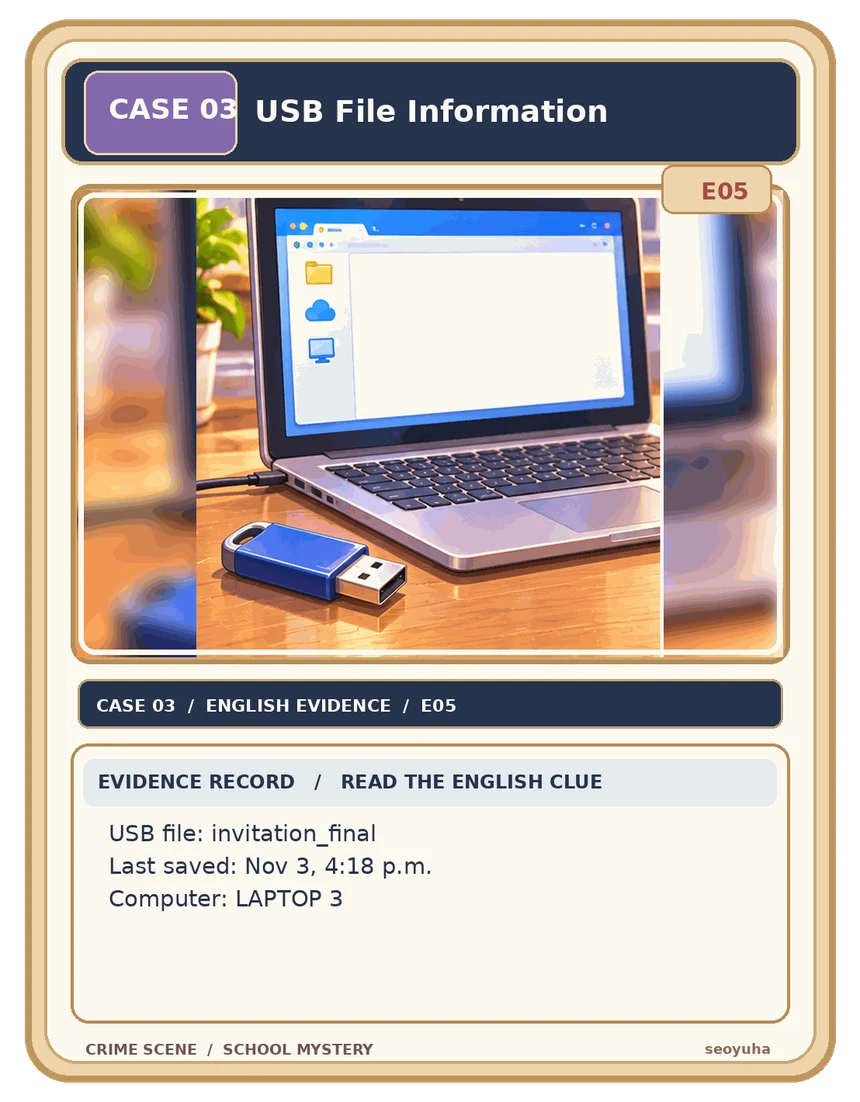 CASE 03 USB File Information
E05
CASE 03 / ENGLISH EVIDENCE / E05
EVIDENCE RECORD / READ THE ENGLISH CLUE
USB file: invitation_final
Last saved: Nov 3, 4:18 p.m.
Computer: LAPTOP 3
CRIME SCENE / SCHOOL MYSTERY seoyuha